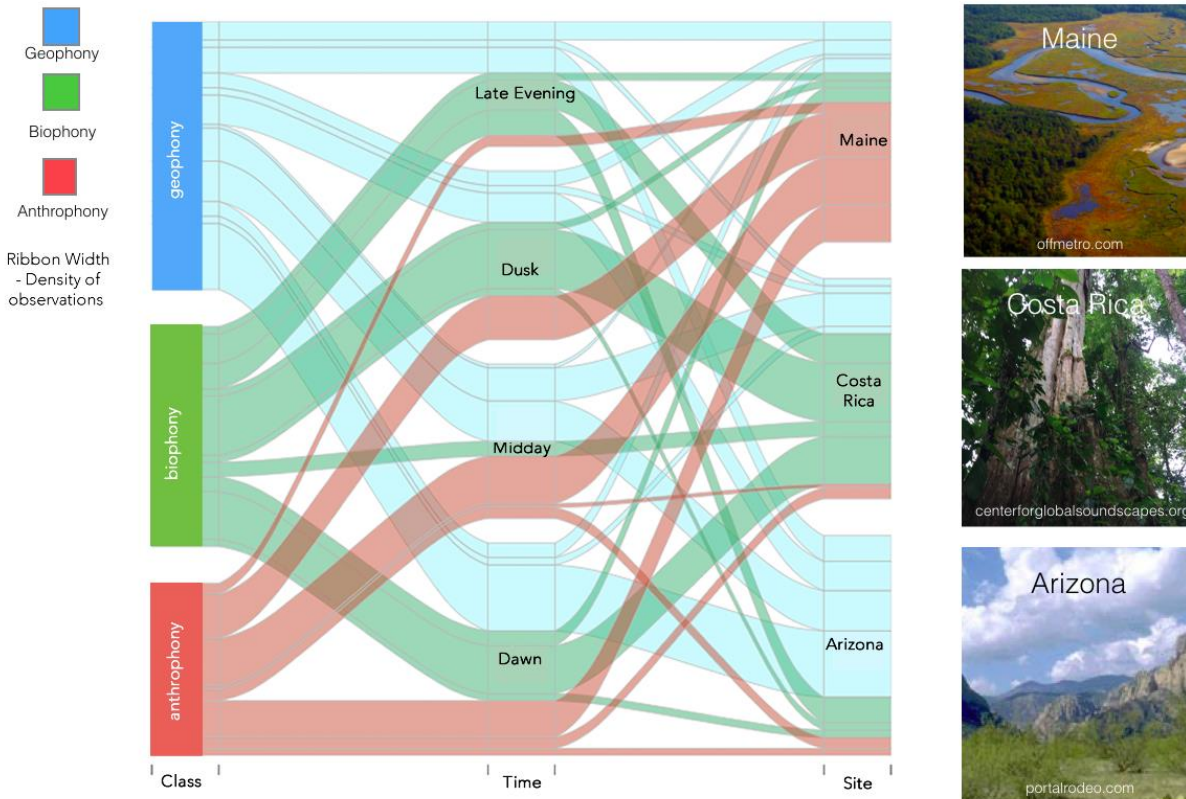 Geophony
Biophony
Anthrophony
Ribbon Width
- Density of
observations
geophony
biophony
anthrophony
Late Evening
Dusk
Midday
Dawn
Maine
Costa
Rica
Arizona
Class
Time
Site
Maine
offmetro.com
Costa Rica
centerforglobalsoundscapes.org
Arizona
portalrodeo.com